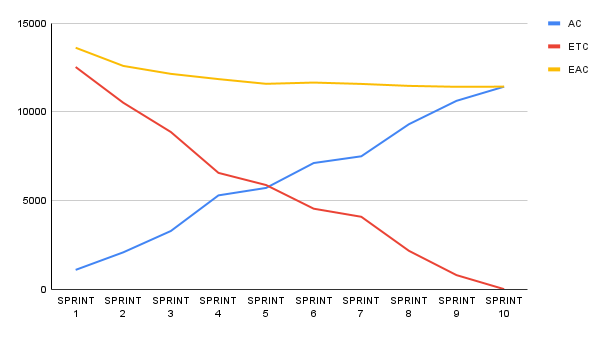 15000
10000
5000
0
SPRINT 1
SPRINT 2
SPRINT 3
SPRINT 4
SPRINT 5
SPRINT 6
SPRINT 7
SPRINT 8
SPRINT 9
SPRINT 10
AC
ETC
EAC